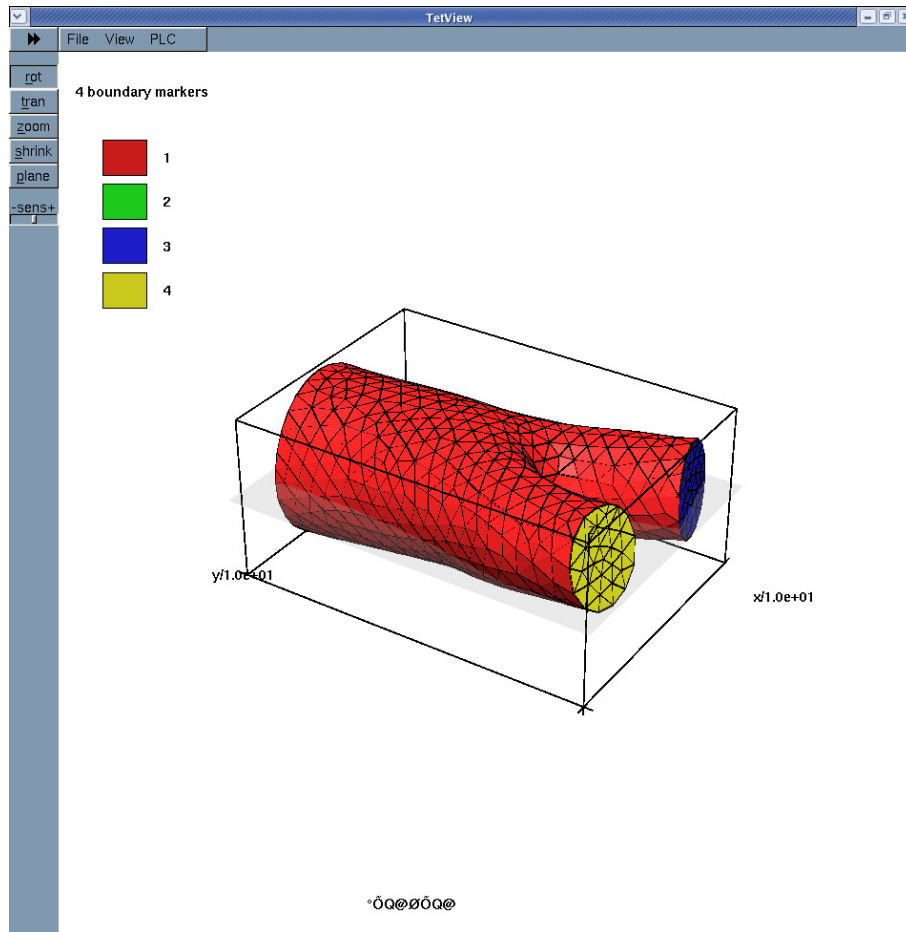 TetView
File View PLC
rot
tran
zoom
shrink
plane
-sens+
4 boundary markers
1
2
3
4
y/1.0e+01
x/1.0e+01
°ÕQ@ØÕQ@